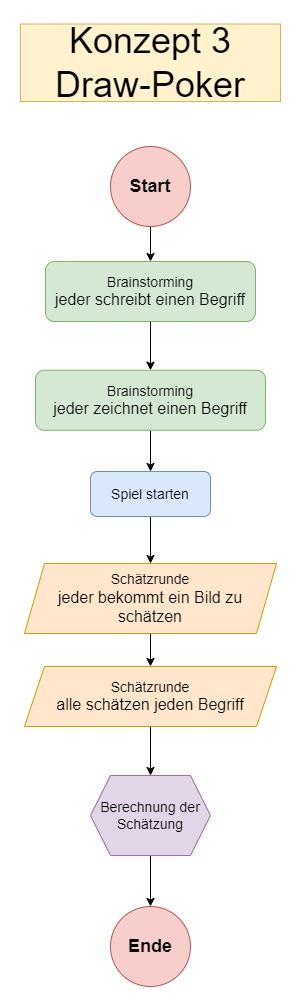 Konzept 3
Draw-Poker
Start
Brainstorming
jeder schreibt einen Begriff
Brainstorming
jeder zeichnet einen Begriff
Spiel starten
Schätzrunde
jeder bekommt ein Bild zu
schätzen
Schätzrunde
alle schätzen jeden Begriff
Berechnung der
Schätzung
Ende